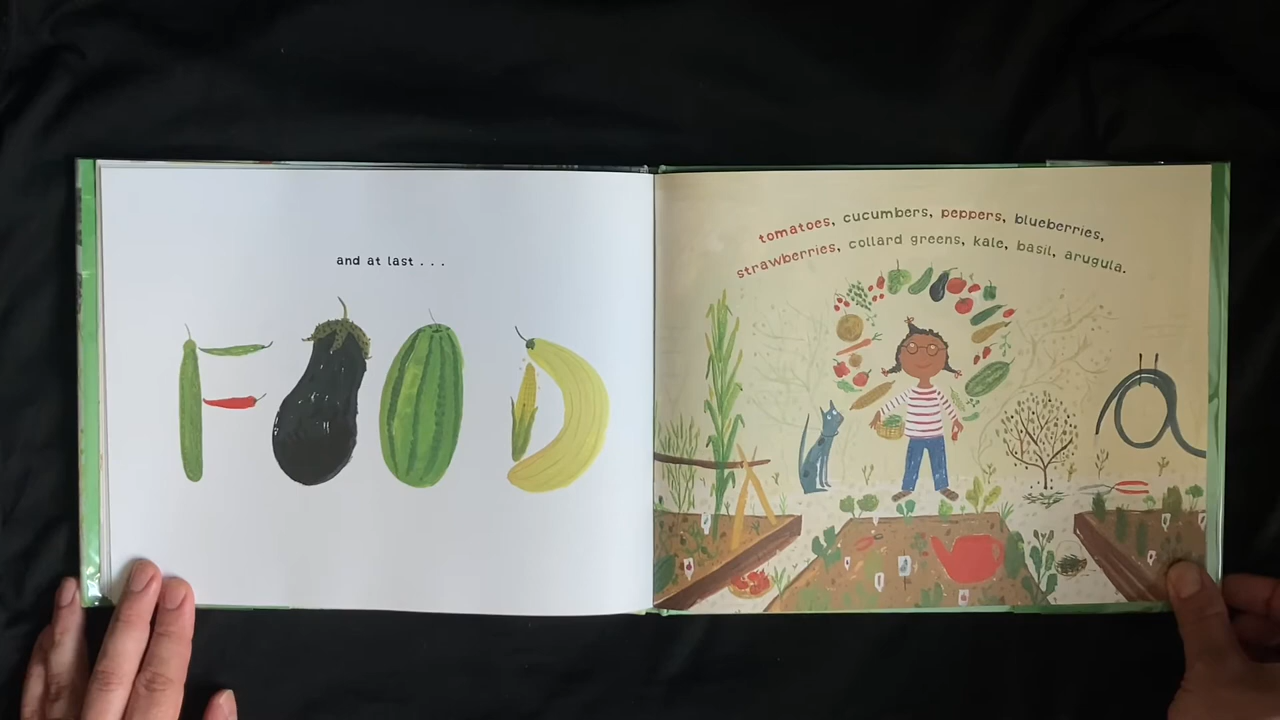 and at last . . .
FOOD
tomatoes, cucumbers, peppers, blueberries,
strawberries, collard greens, kale, basil, arugula.
a